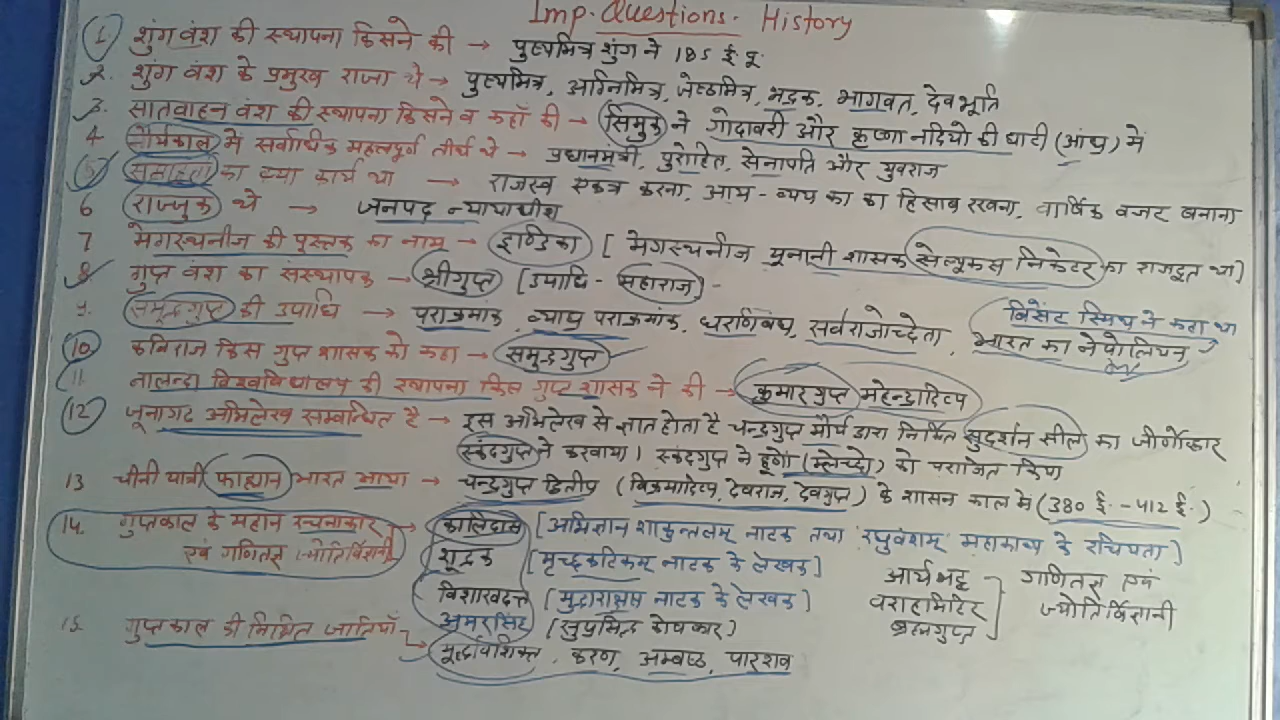 Imp. Questions. History
1 शुंग वंश की स्थापना किसने की → पुष्यमित्र शुंग ने 185 ई.पू.
2. शुंग वंश के प्रमुख राजा थे → पुष्यमित्र, अग्निमित्र, जेष्ठमित्र, भद्रक, भागवत, देवभूति
3. सातवाहन वंश की स्थापना किसने व कहाँ की → सिमुक ने गोदावरी और कृष्णा नदियों की घाटी (आंध्र) में
4 मौर्यकाल में सर्वाधिक महत्वपूर्ण तीर्थ थे → प्रधानमंत्री, पुरोहित, सेनापति और युवराज
5 समाहर्ता का क्या कार्य था → राजस्व एकत्र करना, आय - व्यय का का हिसाब रखना, वार्षिक बजट बनाना
6 राज्जुक थे → जनपद न्यायाधीश
7 मेगस्थनीज की पुस्तक का नाम → इण्डिका [मेगस्थनीज यूनानी शासक सेल्यूकस निकेटर का राजदूत था]
8 गुप्त वंश का संस्थापक → श्रीगुप्त [उपाधि - महाराज]
9. समुद्रगुप्त की उपाधि → पराक्रमांक, व्याघ्र पराक्रमांक, धरणिबंध, सर्वराजोच्छेता, भारत का नेपोलियन
विंसेंट स्मिथ ने कहा था
10 कविराज किस गुप्त शासक को कहा → समुद्रगुप्त
11 नालन्दा विश्वविद्यालय की स्थापना किस गुप्त शासक ने की → कुमारगुप्त महेन्द्रादित्य
12 जूनागढ अभिलेख सम्बन्धित है → इस अभिलेख से ज्ञात होता है चन्द्रगुप्त मौर्य द्वारा निर्मित सुदर्शन झील का जीर्णोद्धार
स्कंदगुप्त ने करवाया। स्कंदगुप्त ने हूणों (म्लेच्छो) को पराजित किया
13 चीनी यात्री फाह्यान भारत आया → चन्द्रगुप्त द्वितीय (विक्रमादित्य, देवराज, देवगुप्त) के शासन काल में (380 ई. - 412 ई.)
14. गुप्तकाल के महान रचनाकार → कालिदास [अभिज्ञान शाकुन्तलम् नाटक तथा रघुवंशम् महाकाव्य के रचियता]
एवं गणितज्ञ ज्योतिर्विज्ञानी शूद्रक [मृच्छकटिकम् नाटक के लेखक]
विशाखदत्त [मुद्राराक्षस नाटक के लेखक]
अमरसिंह (सुप्रसिद्ध कोषकार)
आर्यभट्ट
वराहमिहिर
ब्रह्मगुप्त
गणितज्ञ एवं
ज्योतिर्विज्ञानी
15. गुप्तकाल की मिश्रित जातियाँ → मूर्द्धावशिक्त, करण, अम्बष्ठ, पारशव